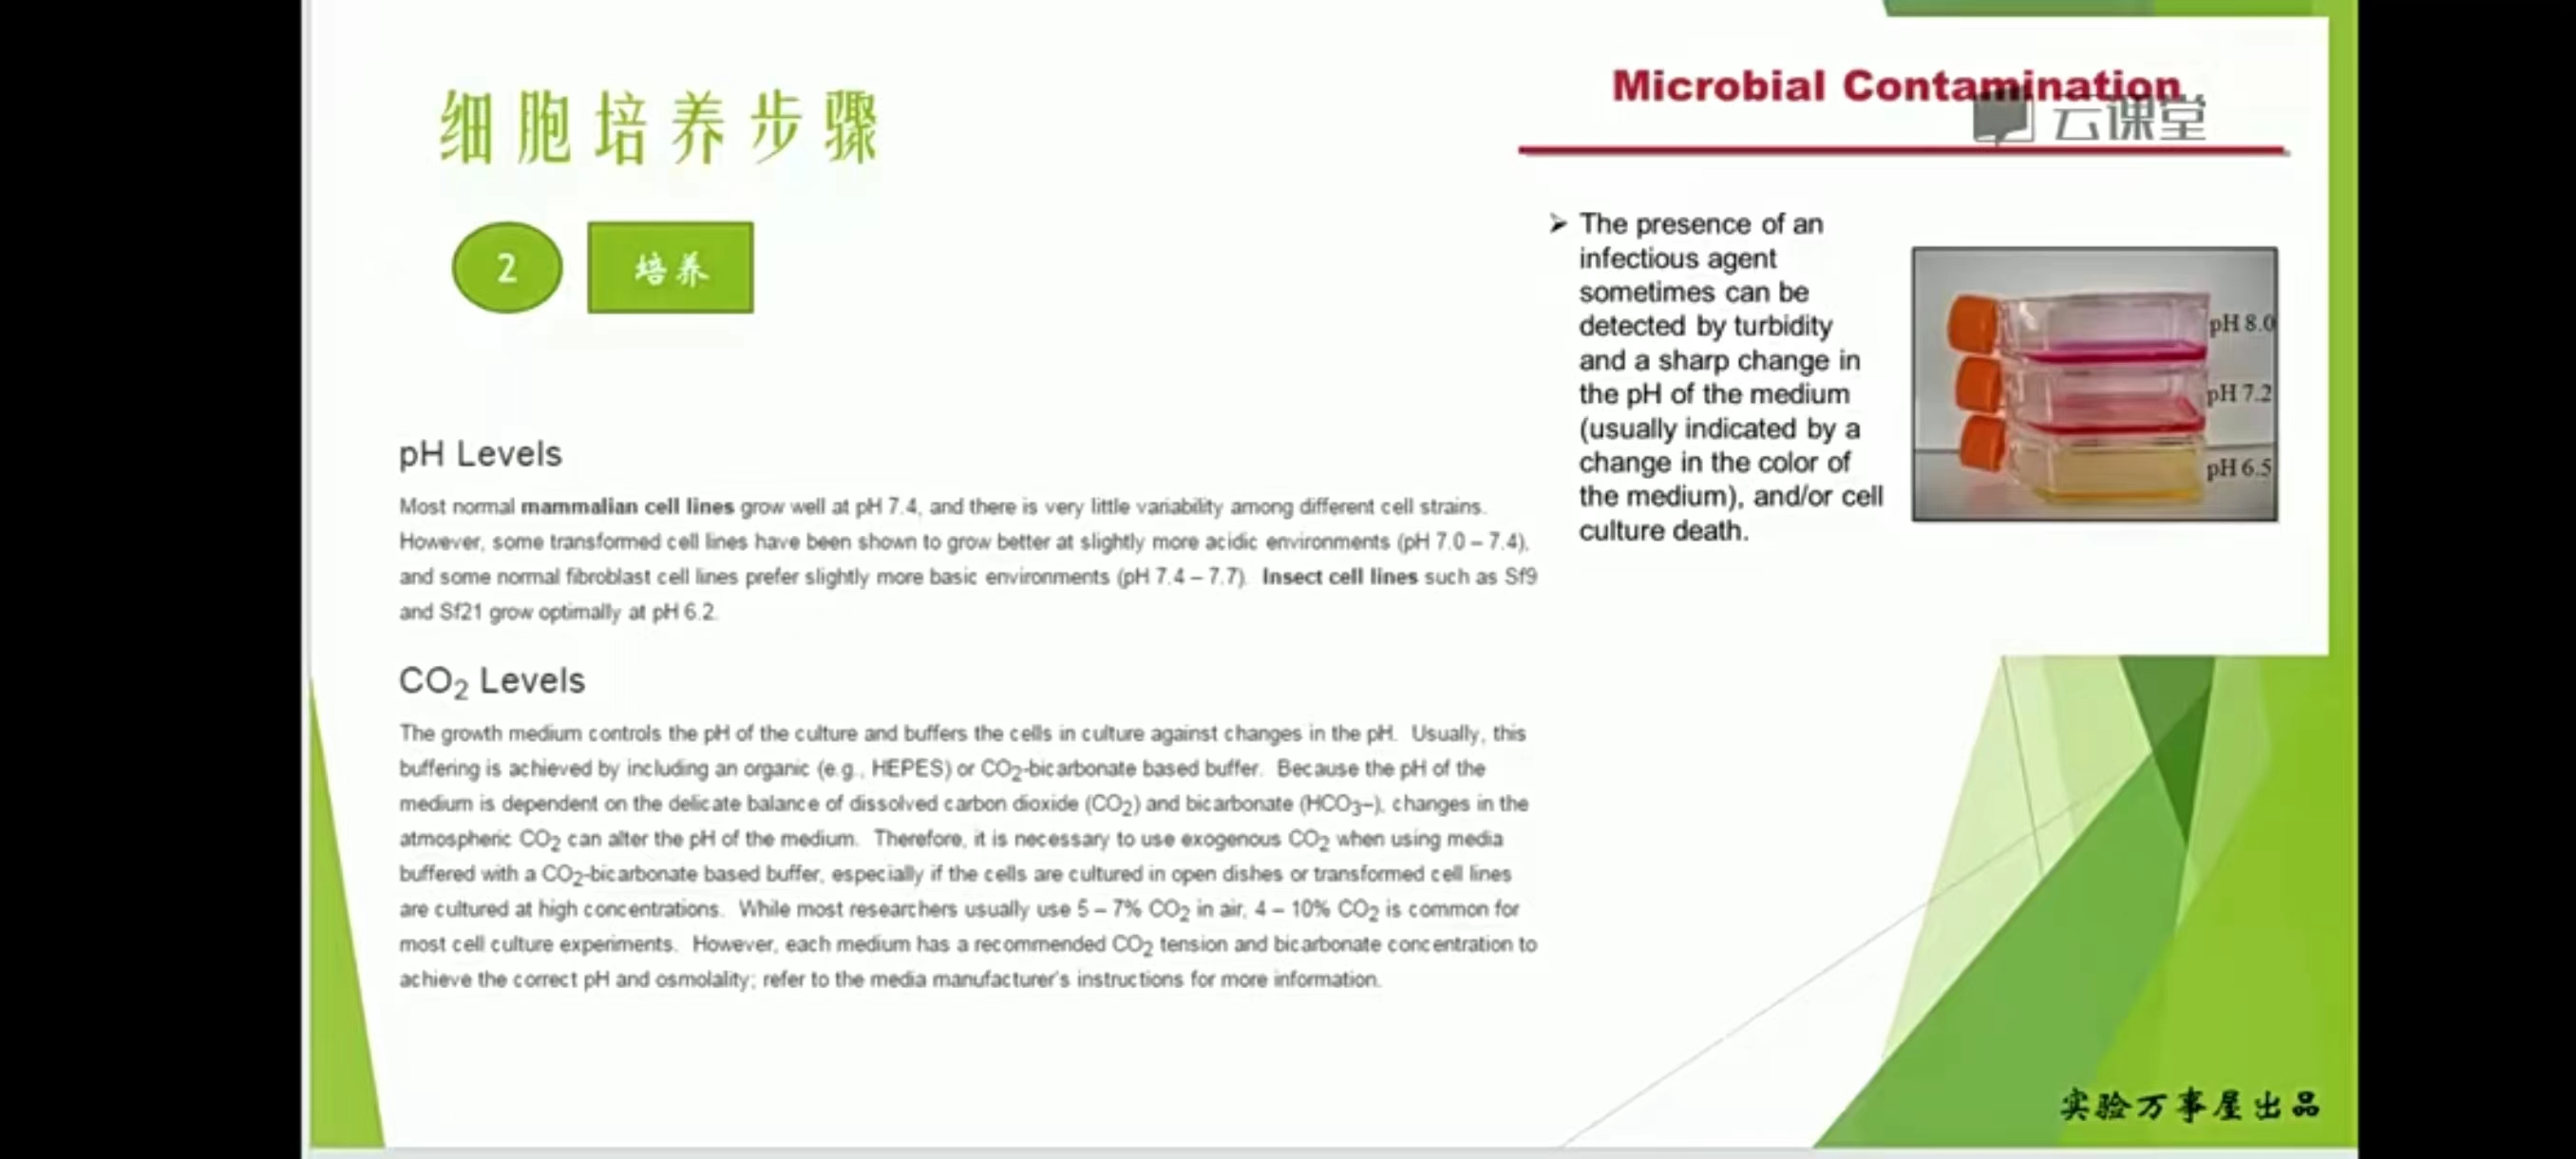 细胞培养步骤
2
培养
pH Levels
Most normal mammalian cell lines grow well at pH 7.4, and there is very little variability among different cell strains.
However, some transformed cell lines have been shown to grow better at slightly more acidic environments (pH 7.0 – 7.4),
and some normal fibroblast cell lines prefer slightly more basic environments (pH 7.4 – 7.7). Insect cell lines such as Sf9
and Sf21 grow optimally at pH 6.2.
CO₂ Levels
The growth medium controls the pH of the culture and buffers the cells in culture against changes in the pH. Usually, this
buffering is achieved by including an organic (e.g., HEPES) or CO₂-bicarbonate based buffer. Because the pH of the
medium is dependent on the delicate balance of dissolved carbon dioxide (CO₂) and bicarbonate (HCO₃–), changes in the
atmospheric CO₂ can alter the pH of the medium. Therefore, it is necessary to use exogenous CO₂ when using media
buffered with a CO₂-bicarbonate based buffer, especially if the cells are cultured in open dishes or transformed cell lines
are cultured at high concentrations. While most researchers usually use 5 – 7% CO₂ in air, 4 – 10% CO₂ is common for
most cell culture experiments. However, each medium has a recommended CO₂ tension and bicarbonate concentration to
achieve the correct pH and osmolality; refer to the media manufacturer's instructions for more information.
Microbial Contamination
云课堂
➢ The presence of an
infectious agent
sometimes can be
detected by turbidity
and a sharp change in
the pH of the medium
(usually indicated by a
change in the color of
the medium), and/or cell
culture death.
pH 8.0
pH 7.2
pH 6.5
实验万事屋出品